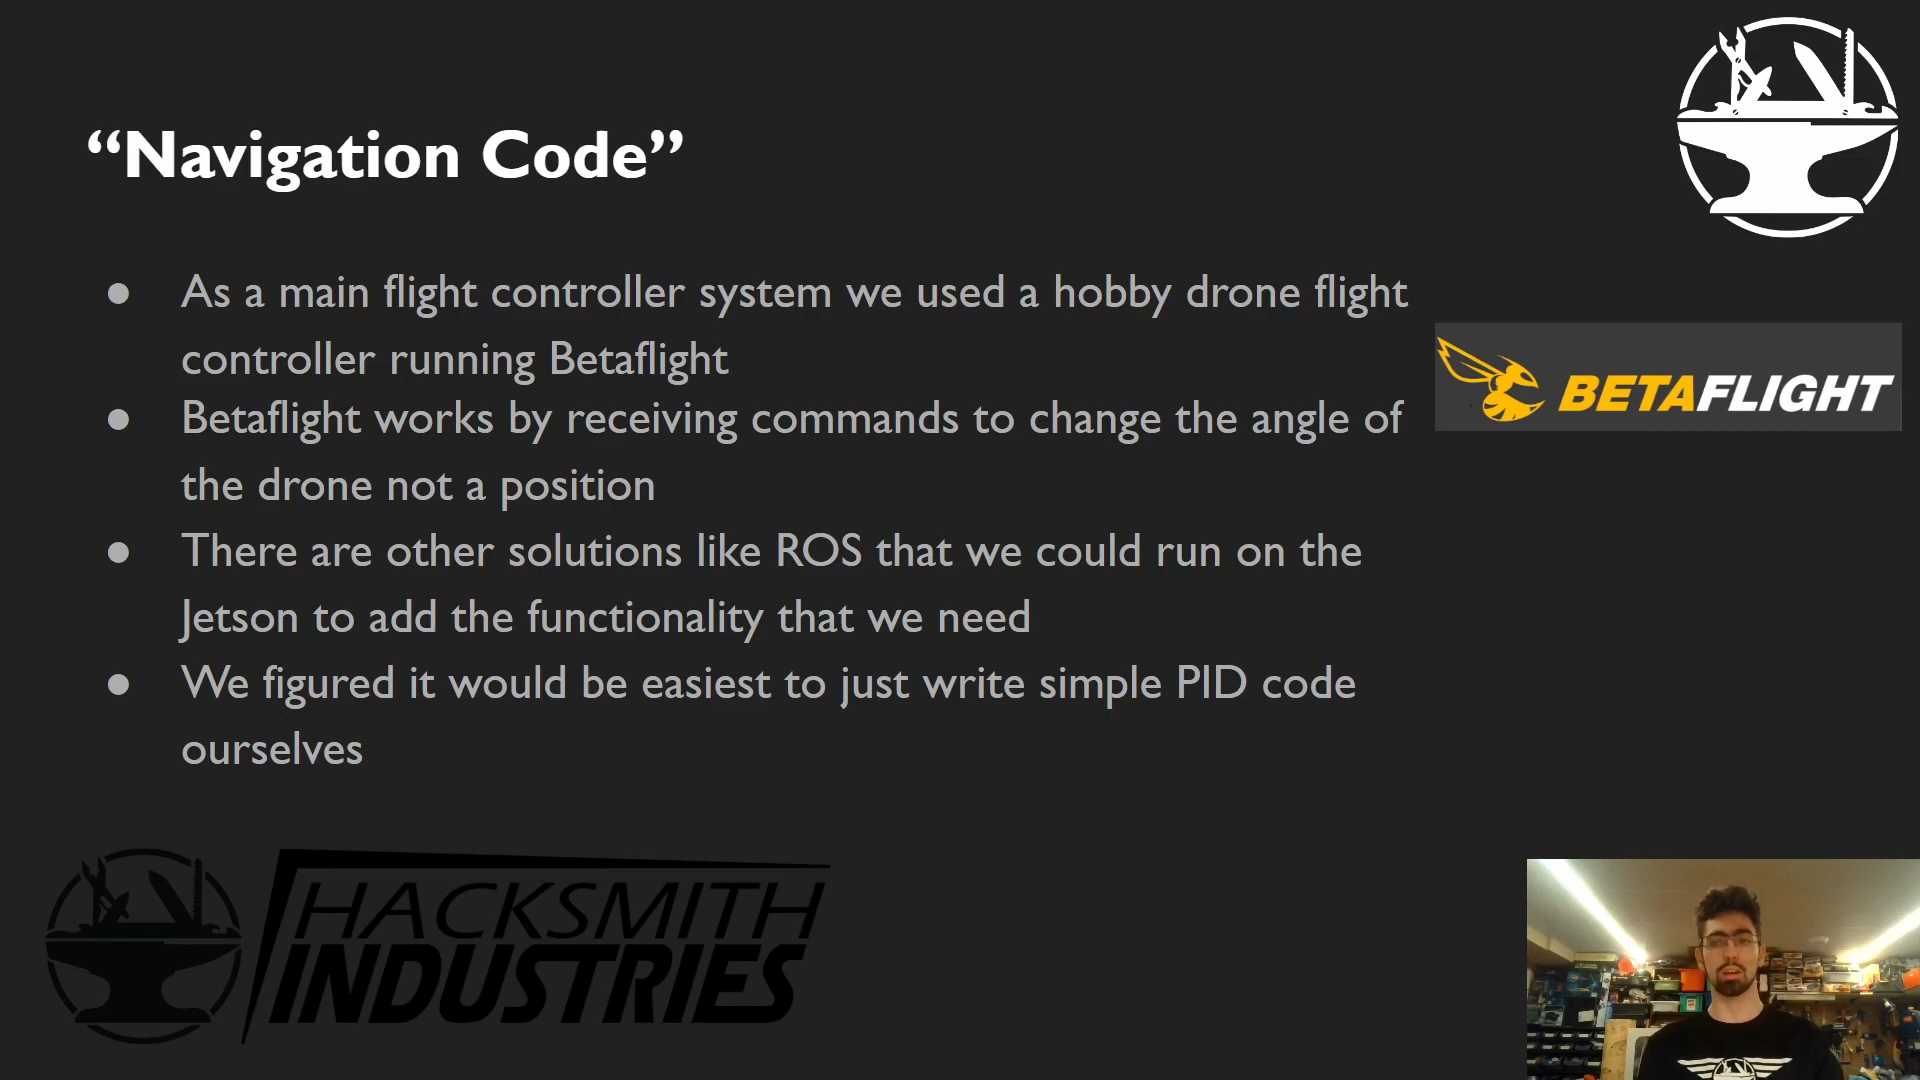 “Navigation Code”
● As a main flight controller system we used a hobby drone flight
controller running Betaflight
● Betaflight works by receiving commands to change the angle of
the drone not a position
● There are other solutions like ROS that we could run on the
Jetson to add the functionality that we need
● We figured it would be easiest to just write simple PID code
ourselves
BETAFLIGHT
HACKSMITH
INDUSTRIES